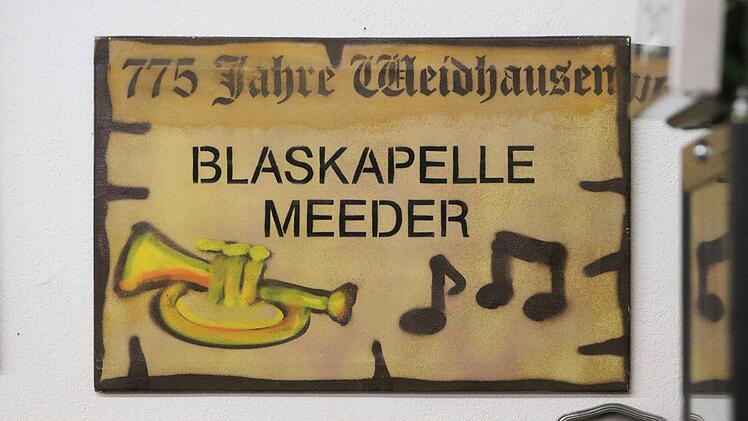 775 Jahre Weidhausen
BLASKAPELLE
MEEDER